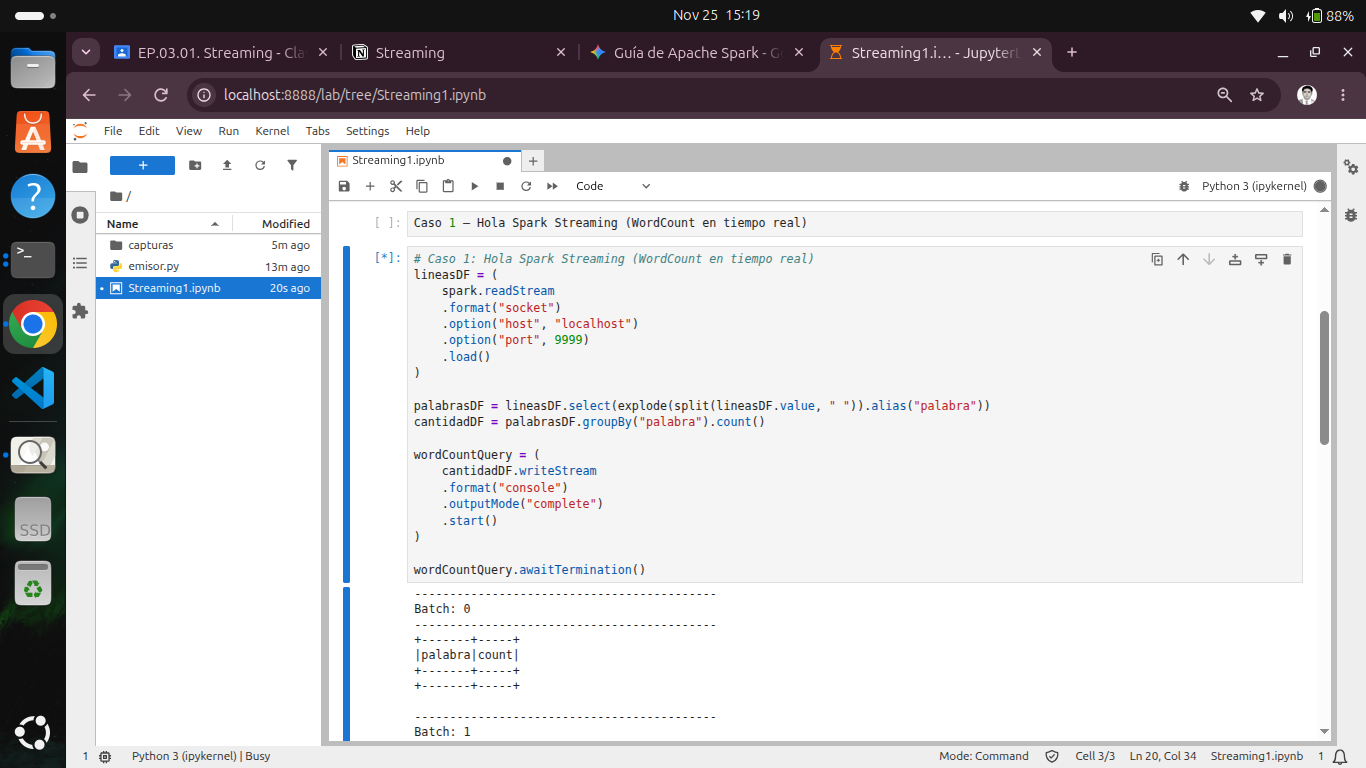 Nov 25 15:19
88%
EP.03.01. Streaming - Cla
Streaming
Guía de Apache Spark - G
Streaming1.i… - JupyterL
localhost:8888/lab/tree/Streaming1.ipynb
File Edit View Run Kernel Tabs Settings Help
/
Name Modified
capturas 5m ago
emisor.py 13m ago
Streaming1.ipynb 20s ago
Streaming1.ipynb
Code
Python 3 (ipykernel)
[ ]: Caso 1 — Hola Spark Streaming (WordCount en tiempo real)
[*]: # Caso 1: Hola Spark Streaming (WordCount en tiempo real)
lineasDF = (
spark.readStream
.format("socket")
.option("host", "localhost")
.option("port", 9999)
.load()
)
palabrasDF = lineasDF.select(explode(split(lineasDF.value, " ")).alias("palabra"))
cantidadDF = palabrasDF.groupBy("palabra").count()
wordCountQuery = (
cantidadDF.writeStream
.format("console")
.outputMode("complete")
.start()
)
wordCountQuery.awaitTermination()
-------------------------------------------
Batch: 0
-------------------------------------------
+-------+-----+
|palabra|count|
+-------+-----+
+-------+-----+
-------------------------------------------
Batch: 1
SSD
1 Python 3 (ipykernel) | Busy
Mode: Command Cell 3/3 Ln 20, Col 34 Streaming1.ipynb 1